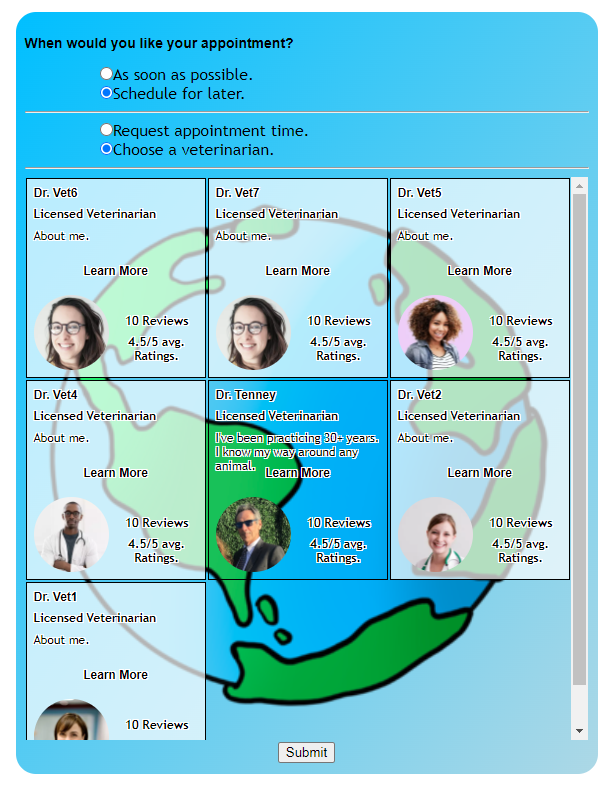 When would you like your appointment?
As soon as possible.
Schedule for later.
Request appointment time.
Choose a veterinarian.
Dr. Vet6
Licensed Veterinarian
About me.
Learn More
10 Reviews
4.5/5 avg.
Ratings.
Dr. Vet7
Licensed Veterinarian
About me.
Learn More
10 Reviews
4.5/5 avg.
Ratings.
Dr. Vet5
Licensed Veterinarian
About me.
Learn More
10 Reviews
4.5/5 avg.
Ratings.
Dr. Vet4
Licensed Veterinarian
About me.
Learn More
10 Reviews
4.5/5 avg.
Ratings.
Dr. Tenney
Licensed Veterinarian
I've been practicing 30+ years.
I know my way around any
animal.
Learn More
10 Reviews
4.5/5 avg.
Ratings.
Dr. Vet2
Licensed Veterinarian
About me.
Learn More
10 Reviews
4.5/5 avg.
Ratings.
Dr. Vet1
Licensed Veterinarian
About me.
Learn More
10 Reviews
Submit